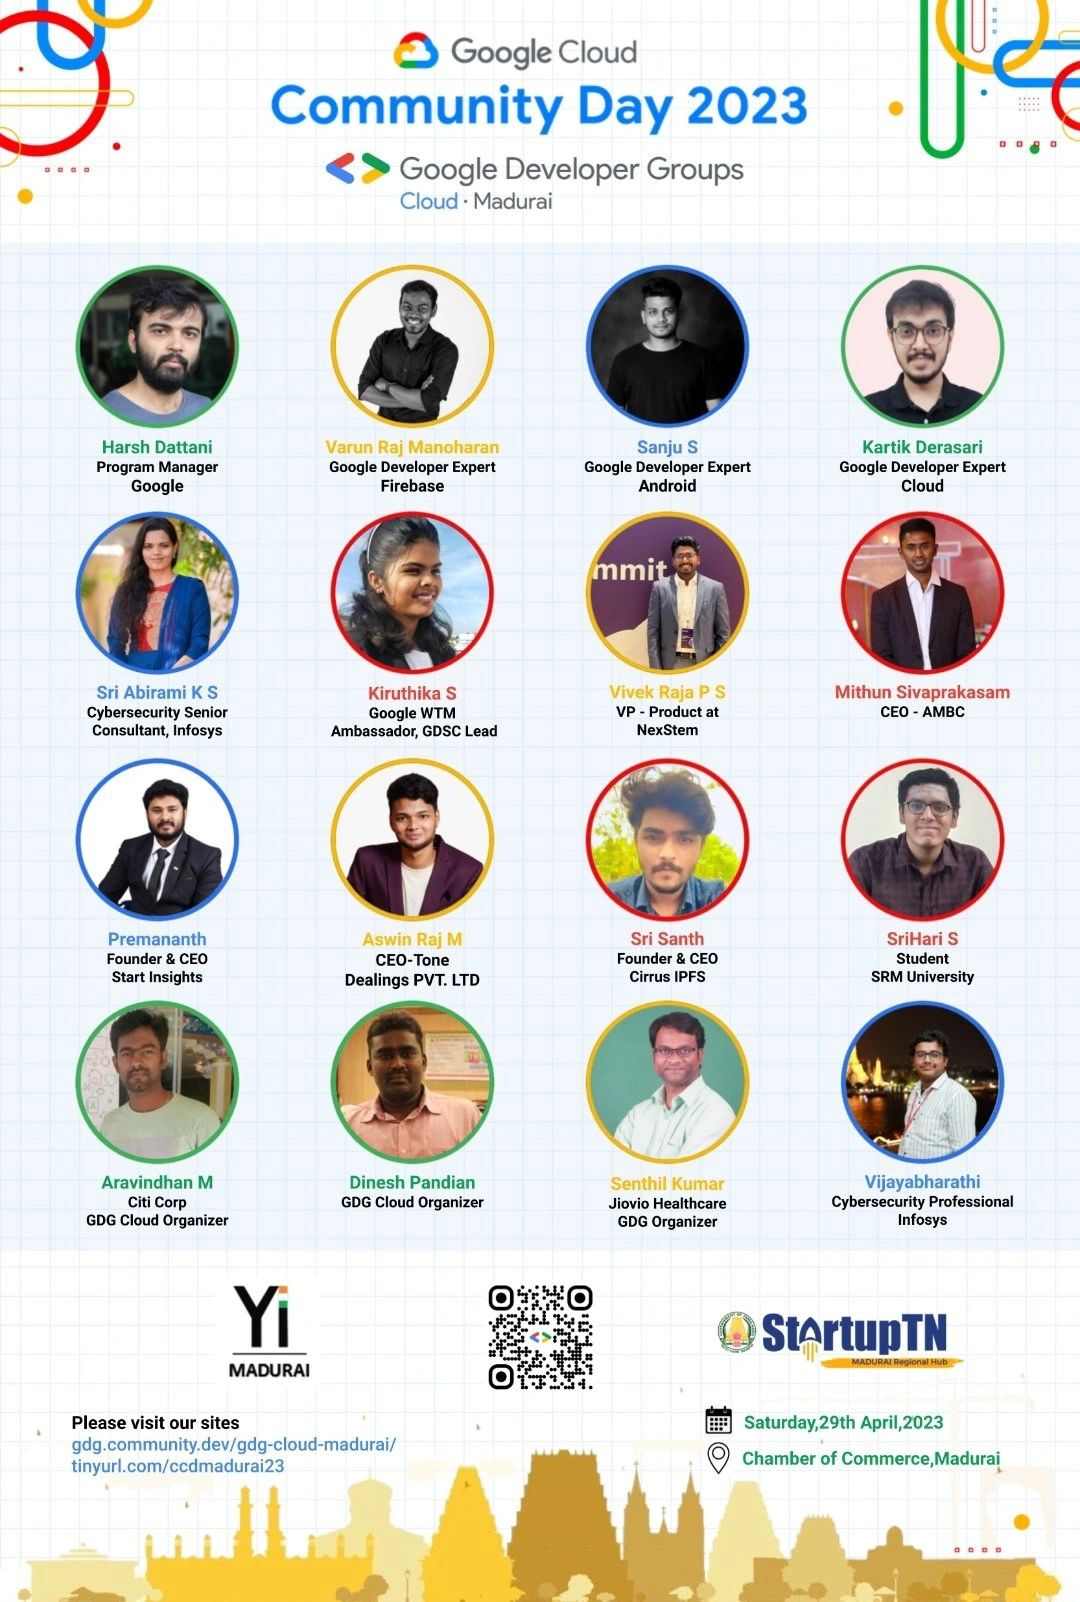 Google Cloud
Community Day 2023
Google Developer Groups
Cloud · Madurai
Harsh Dattani
Program Manager
Google
Varun Raj Manoharan
Google Developer Expert
Firebase
Sanju S
Google Developer Expert
Android
Kartik Derasari
Google Developer Expert
Cloud
mmit
Sri Abirami K S
Cybersecurity Senior
Consultant, Infosys
Kiruthika S
Google WTM
Ambassador, GDSC Lead
Vivek Raja P S
VP - Product at
NexStem
Mithun Sivaprakasam
CEO - AMBC
Premananth
Founder & CEO
Start Insights
Aswin Raj M
CEO-Tone
Dealings PVT. LTD
Sri Santh
Founder & CEO
Cirrus IPFS
SriHari S
Student
SRM University
Aravindhan M
Citi Corp
GDG Cloud Organizer
Dinesh Pandian
GDG Cloud Organizer
Senthil Kumar
Jiovio Healthcare
GDG Organizer
Vijayabharathi
Cybersecurity Professional
Infosys
Yi
MADURAI
StartupTN
MADURAI Regional Hub
Please visit our sites
gdg.community.dev/gdg-cloud-madurai/
tinyurl.com/ccdmadurai23
Saturday,29th April,2023
Chamber of Commerce,Madurai